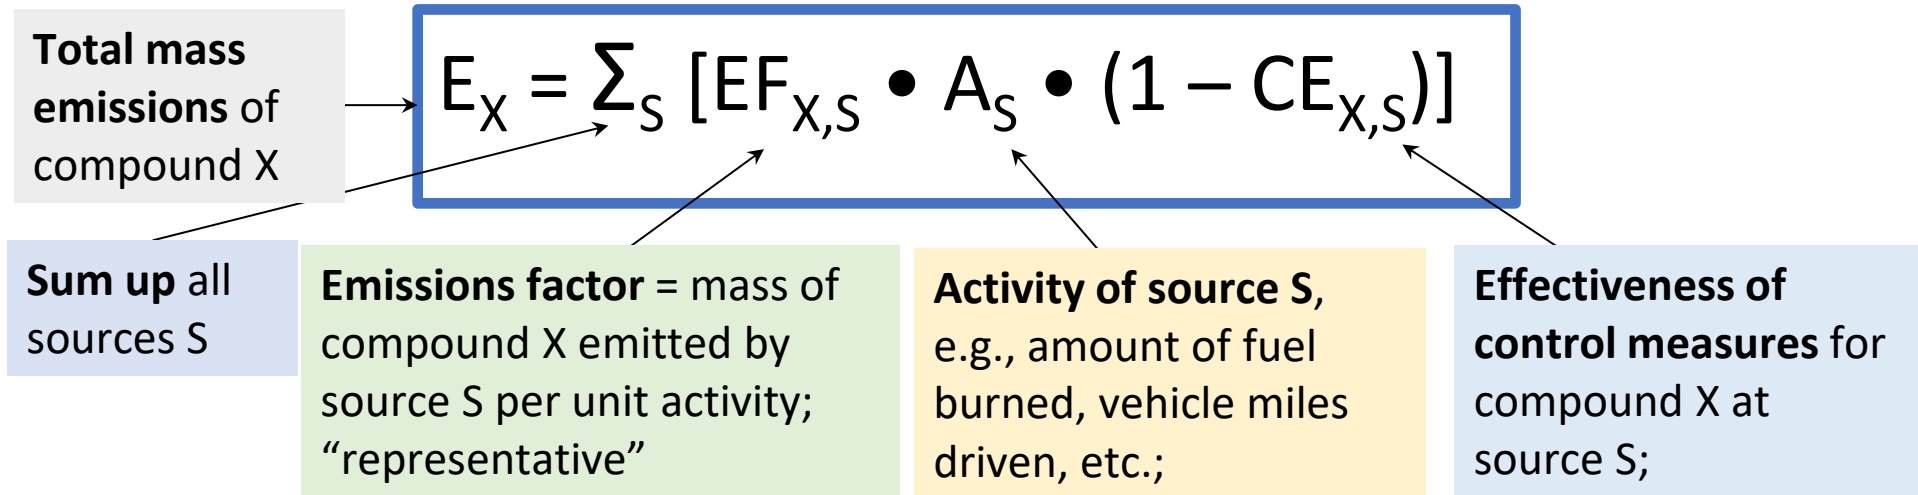 Total mass
emissions of
compound X
E_X = Σ_S [EF_X,S • A_S • (1 – CE_X,S)]
Sum up all
sources S
Emissions factor = mass of
compound X emitted by
source S per unit activity;
“representative”
Activity of source S,
e.g., amount of fuel
burned, vehicle miles
driven, etc.;
Effectiveness of
control measures for
compound X at
source S;